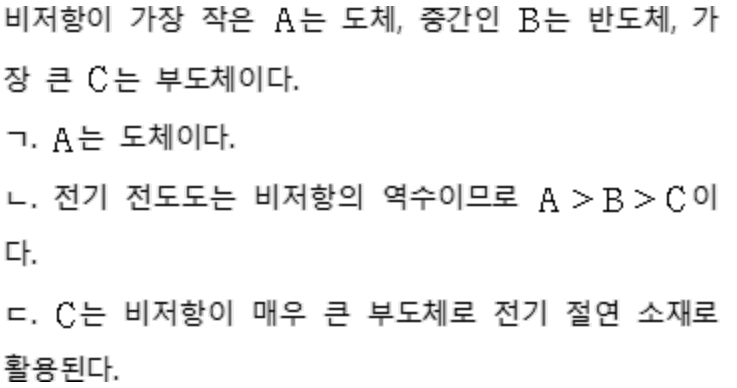 비저항이 가장 작은 A는 도체, 중간인 B는 반도체, 가
장 큰 C는 부도체이다.
ㄱ. A는 도체이다.
ㄴ. 전기 전도도는 비저항의 역수이므로 A > B > C이
다.
ㄷ. C는 비저항이 매우 큰 부도체로 전기 절연 소재로
활용된다.